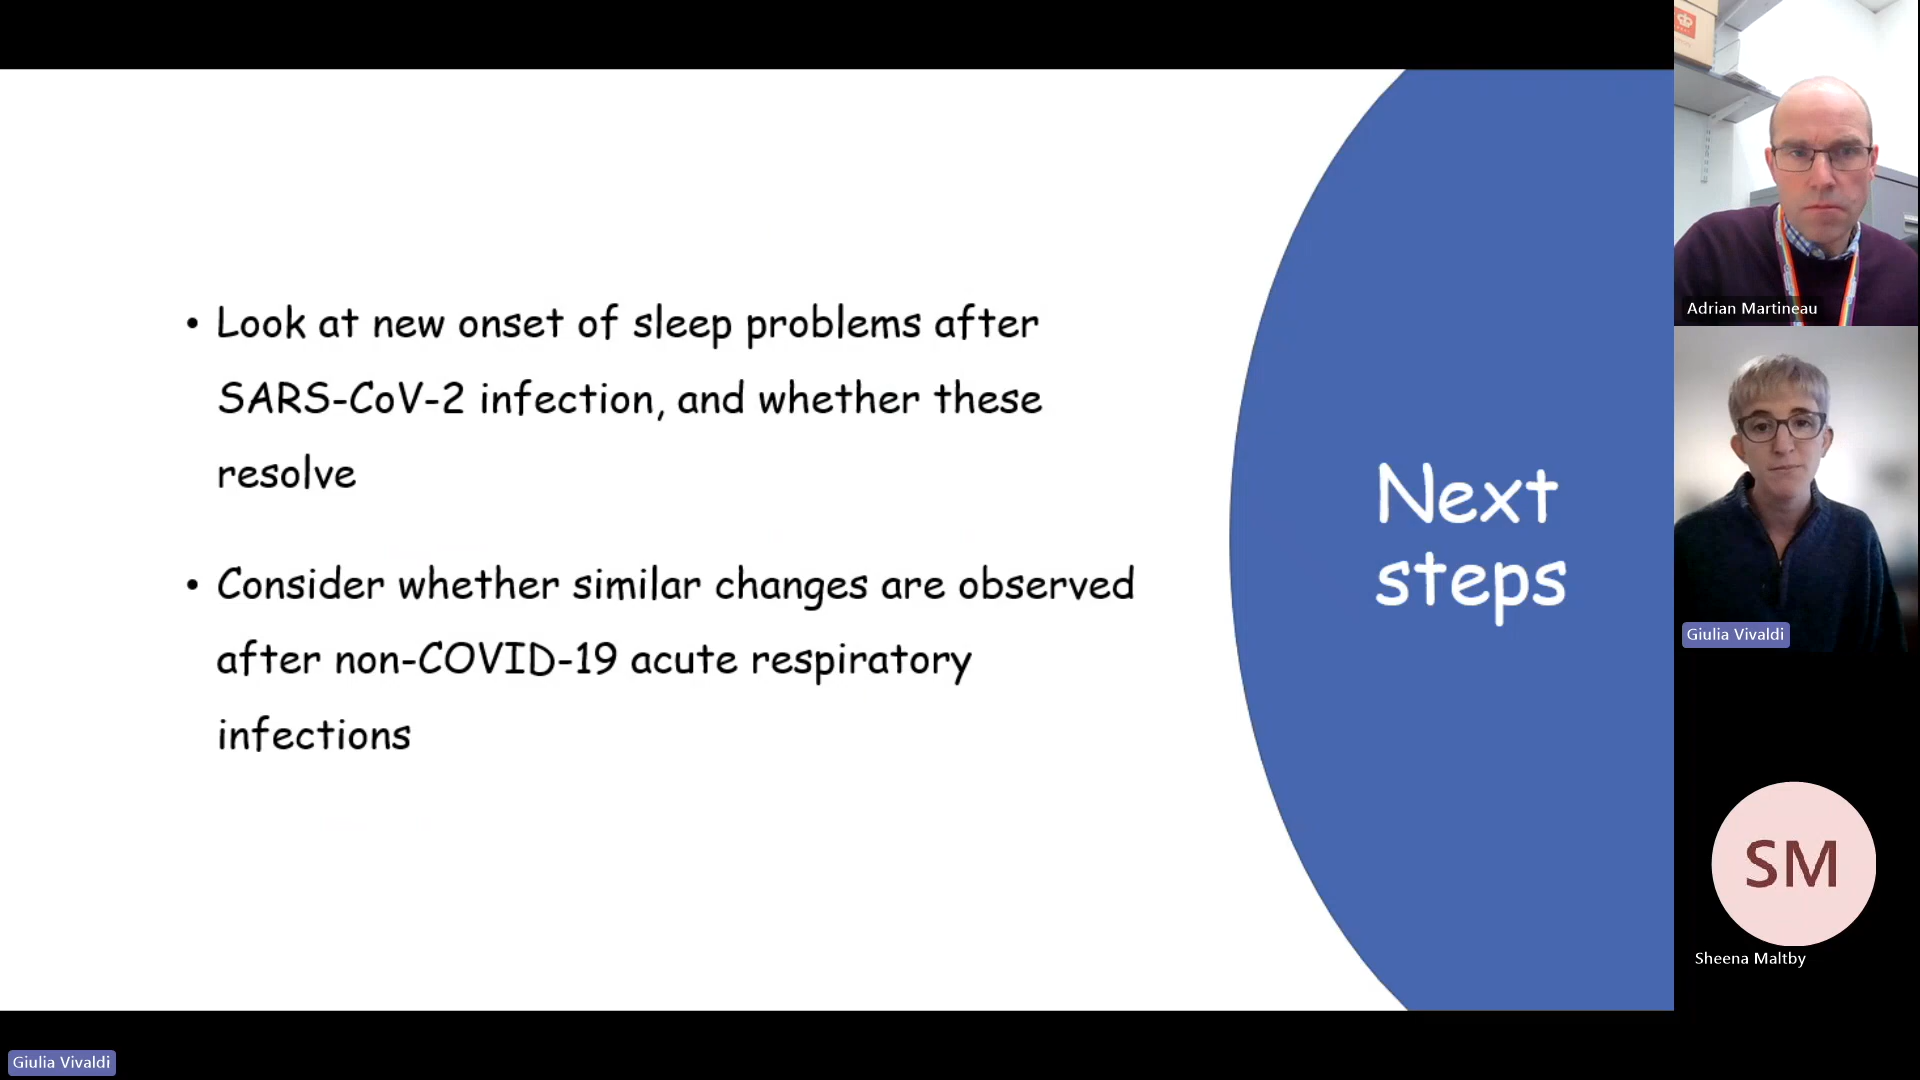 • Look at new onset of sleep problems after
SARS-CoV-2 infection, and whether these
resolve
• Consider whether similar changes are observed
after non-COVID-19 acute respiratory
infections
Next
steps
Adrian Martineau
Giulia Vivaldi
SM
Sheena Maltby
Giulia Vivaldi